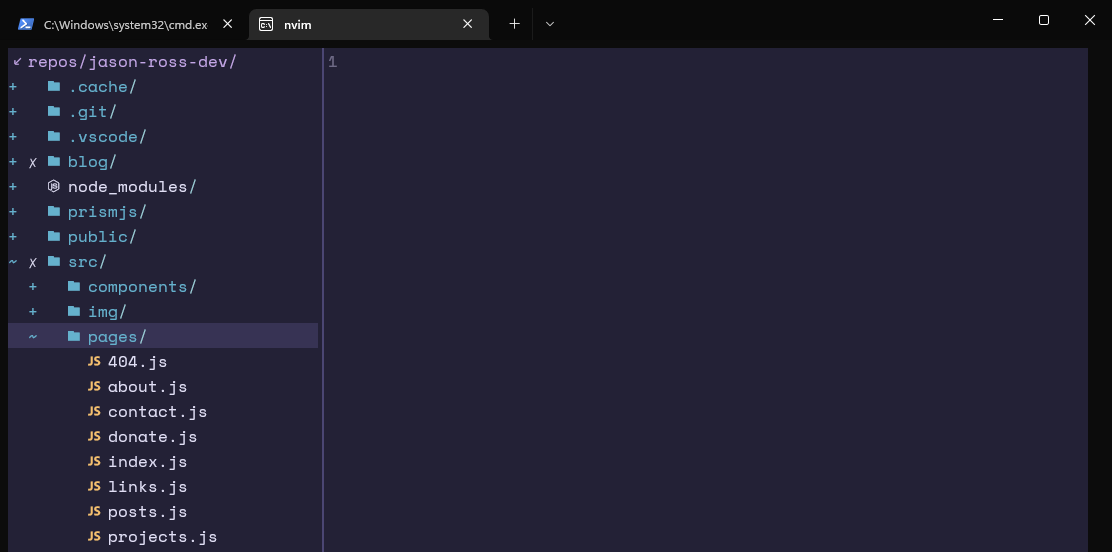 C:\Windows\system32\cmd.exe
nvim
↙ repos/jason-ross-dev/
1
+ .cache/
+ .git/
+ .vscode/
+ ✗ blog/
+ node_modules/
+ prismjs/
+ public/
~ ✗ src/
+ components/
+ img/
~ pages/
JS 404.js
JS about.js
JS contact.js
JS donate.js
JS index.js
JS links.js
JS posts.js
JS projects.js